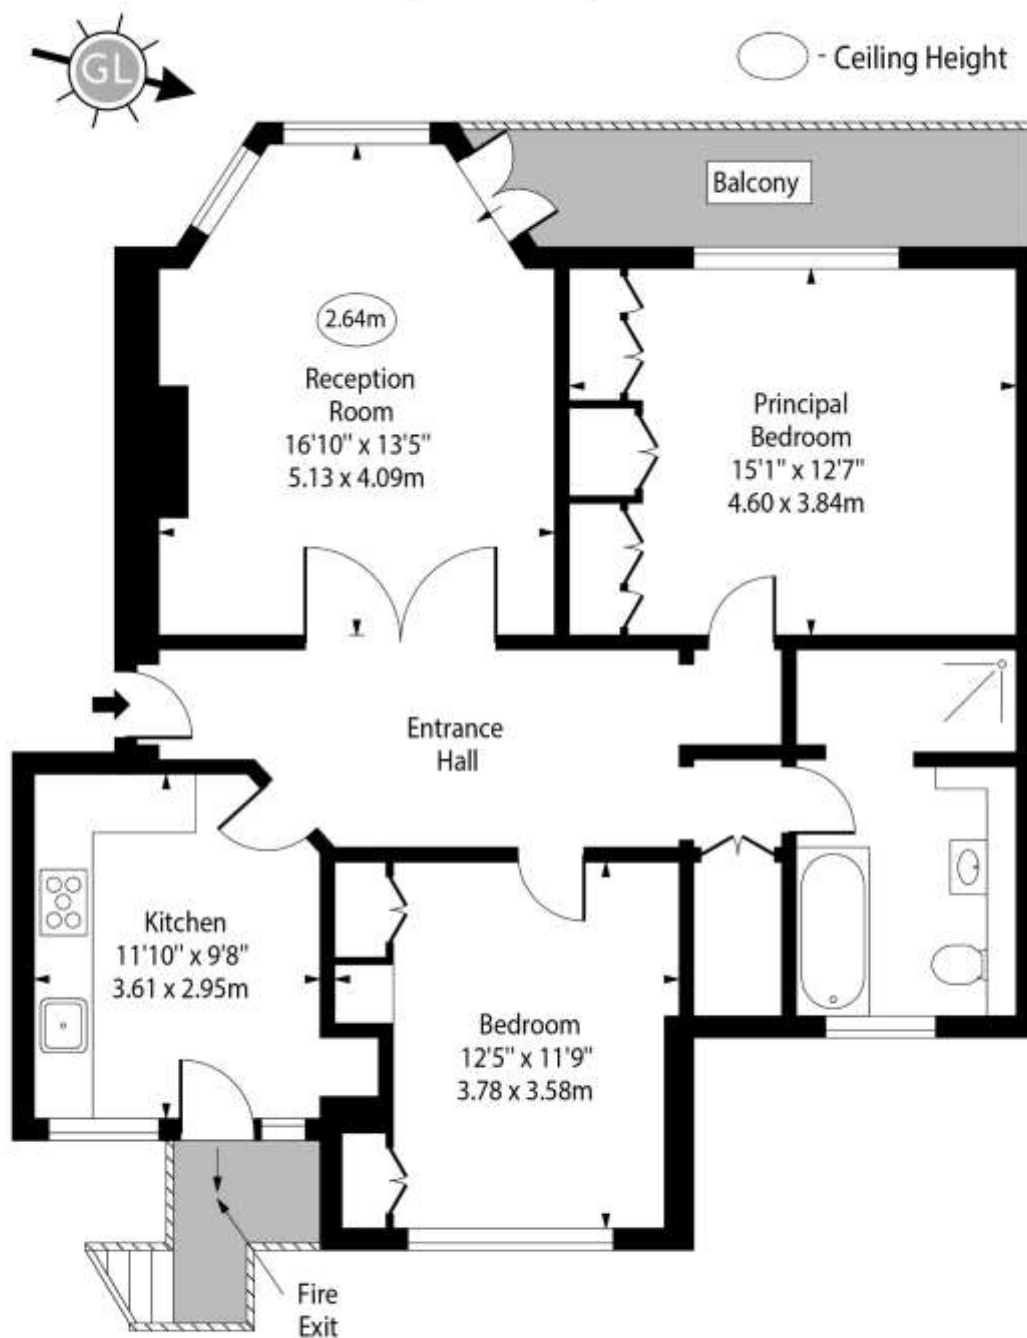 GL
- Ceiling Height
Balcony
2.64m
Reception
Room
16'10" x 13'5"
5.13 x 4.09m
Principal
Bedroom
15'1" x 12'7"
4.60 x 3.84m
Entrance
Hall
Kitchen
11'10" x 9'8"
3.61 x 2.95m
Bedroom
12'5" x 11'9"
3.78 x 3.58m
Fire
Exit